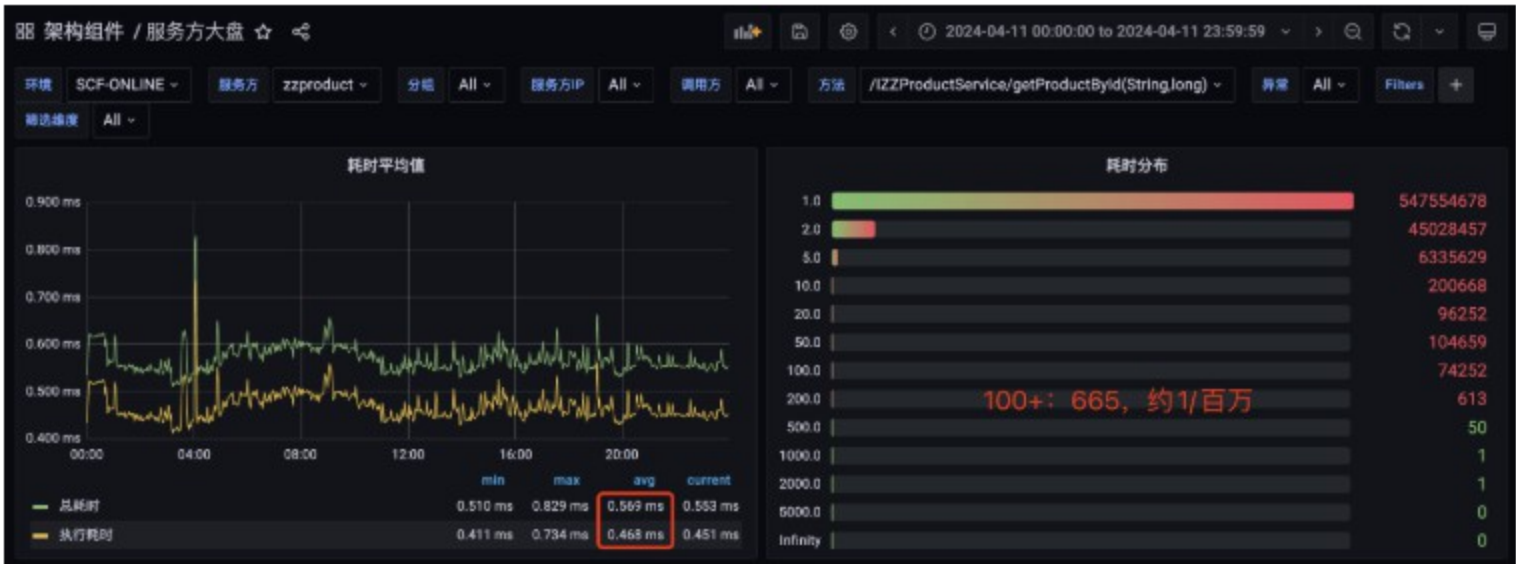 架构组件 / 服务方大盘
2024-04-11 00:00:00 to 2024-04-11 23:59:59
环境 SCF-ONLINE 服务方 zzproduct 分组 All 服务方IP All 调用方 All 方法 /IZZProductService/getProductById(String,long) 异常 All Filters +
筛选维度 All
耗时平均值
0.900 ms
0.800 ms
0.700 ms
0.600 ms
0.500 ms
0.400 ms
00:00 04:00 08:00 12:00 16:00 20:00
min max avg current
总耗时 0.510 ms 0.829 ms 0.569 ms 0.553 ms
执行耗时 0.411 ms 0.734 ms 0.468 ms 0.451 ms
耗时分布
1.0 547554678
2.0 45028457
5.0 6335629
10.0 200668
20.0 96252
50.0 104659
100.0 74252
200.0 613
100+：665，约1/百万
500.0 50
1000.0 1
2000.0 1
5000.0 0
Infinity 0